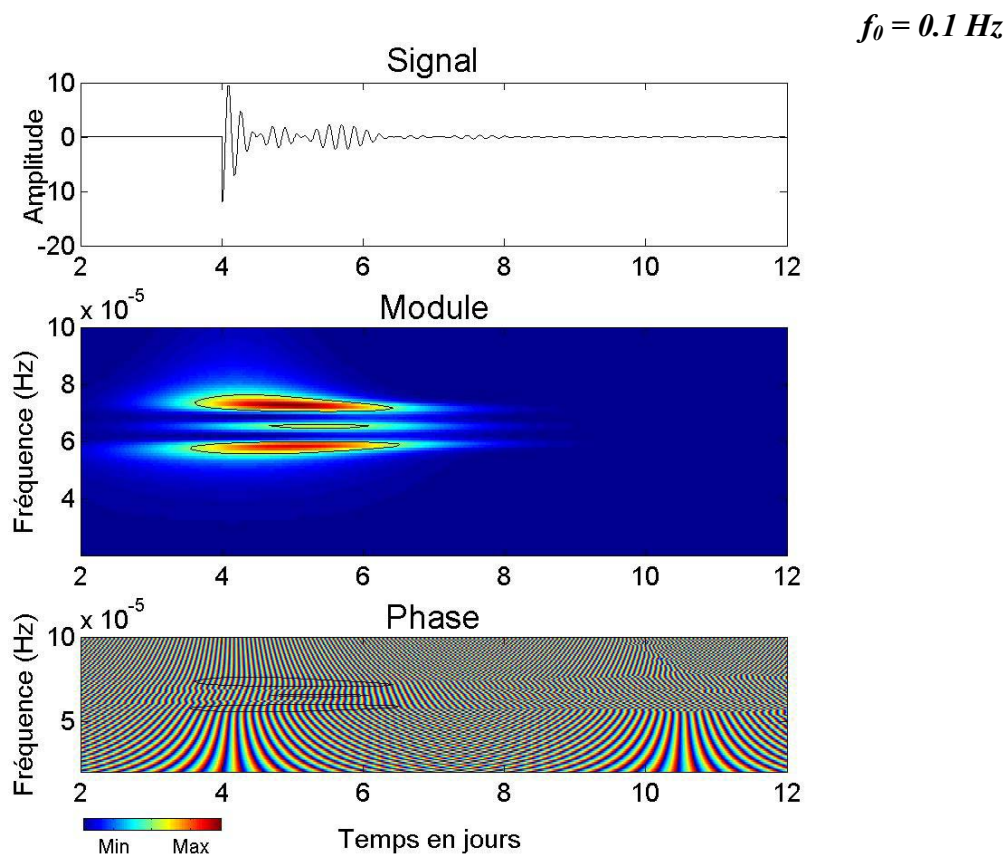 f0 = 0.1 Hz
Signal
Amplitude
10
0
-10
-20
2 4 6 8 10 12
Module
x 10-5
Fréquence (Hz)
10
8
6
4
2 4 6 8 10 12
Phase
x 10-5
Fréquence (Hz)
10
5
2 4 6 8 10 12
Min Max
Temps en jours